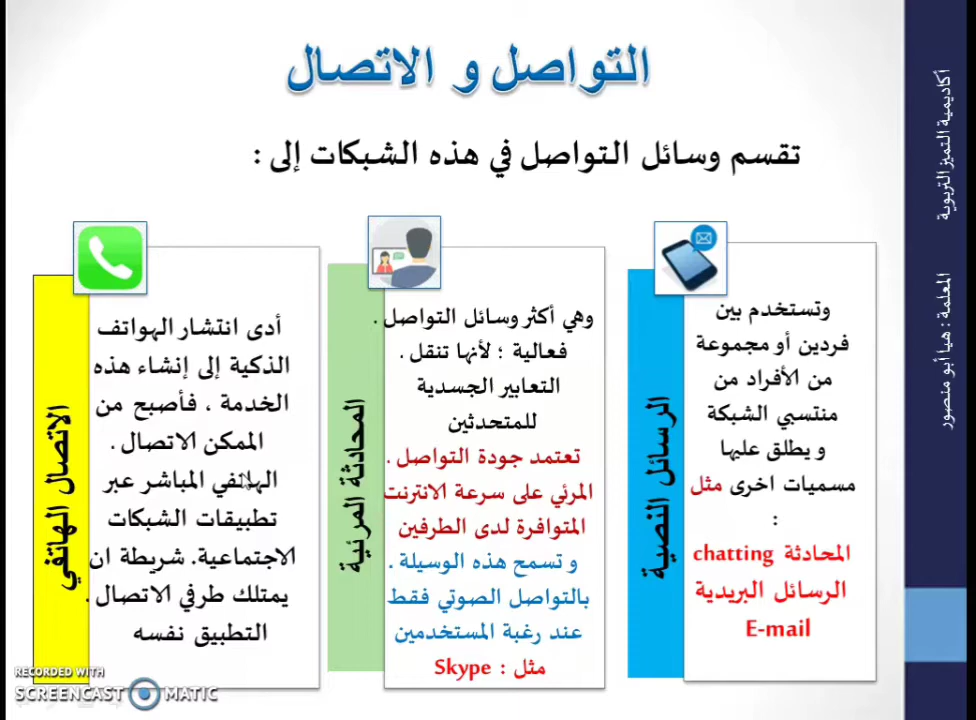 التواصل و الاتصال
تقسم وسائل التواصل في هذه الشبكات إلى :
الرسائل النصية
وتستخدم بين
فردين أو مجموعة
من الأفراد من
منتسبي الشبكة
و يطلق عليها
مسميات اخرى مثل
:
المحادثة chatting
الرسائل البريدية
E-mail
المحادثة المرئية
وهي أكثر وسائل التواصل .
فعالية ؛ لأنها تنقل .
التعابير الجسدية
للمتحدثين
تعتمد جودة التواصل .
المرئي على سرعة الانترنت
المتوافرة لدى الطرفين
و تسمح هذه الوسيلة .
بالتواصل الصوتي فقط
عند رغبة المستخدمين
مثل : Skype
الاتصال الهاتفي
أدى انتشار الهواتف
الذكية إلى إنشاء هذه
الخدمة ، فأصبح من
الممكن الاتصال .
الهاتفي المباشر عبر
تطبيقات الشبكات
الاجتماعية. شريطة ان
يمتلك طرفي الاتصال .
التطبيق نفسه
أكاديمية التميز التربوية
المعلمة : هيا أبو منصور
RECORDED WITH
SCREENCAST MATIC